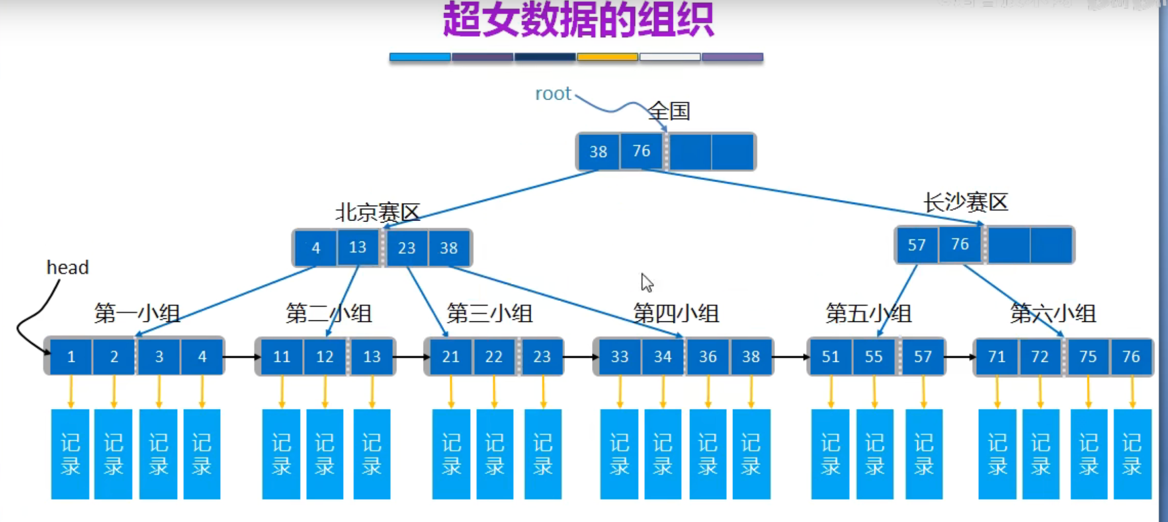 超女数据的组织
root
全国
38 76
北京赛区
长沙赛区
4 13 23 38
57 76
head
第一小组 第二小组 第三小组 第四小组 第五小组 第六小组
1 2 3 4 11 12 13 21 22 23 33 34 36 38 51 55 57 71 72 75 76
记录 记录 记录 记录 记录 记录 记录 记录 记录 记录 记录 记录 记录 记录 记录 记录 记录 记录 记录 记录 记录